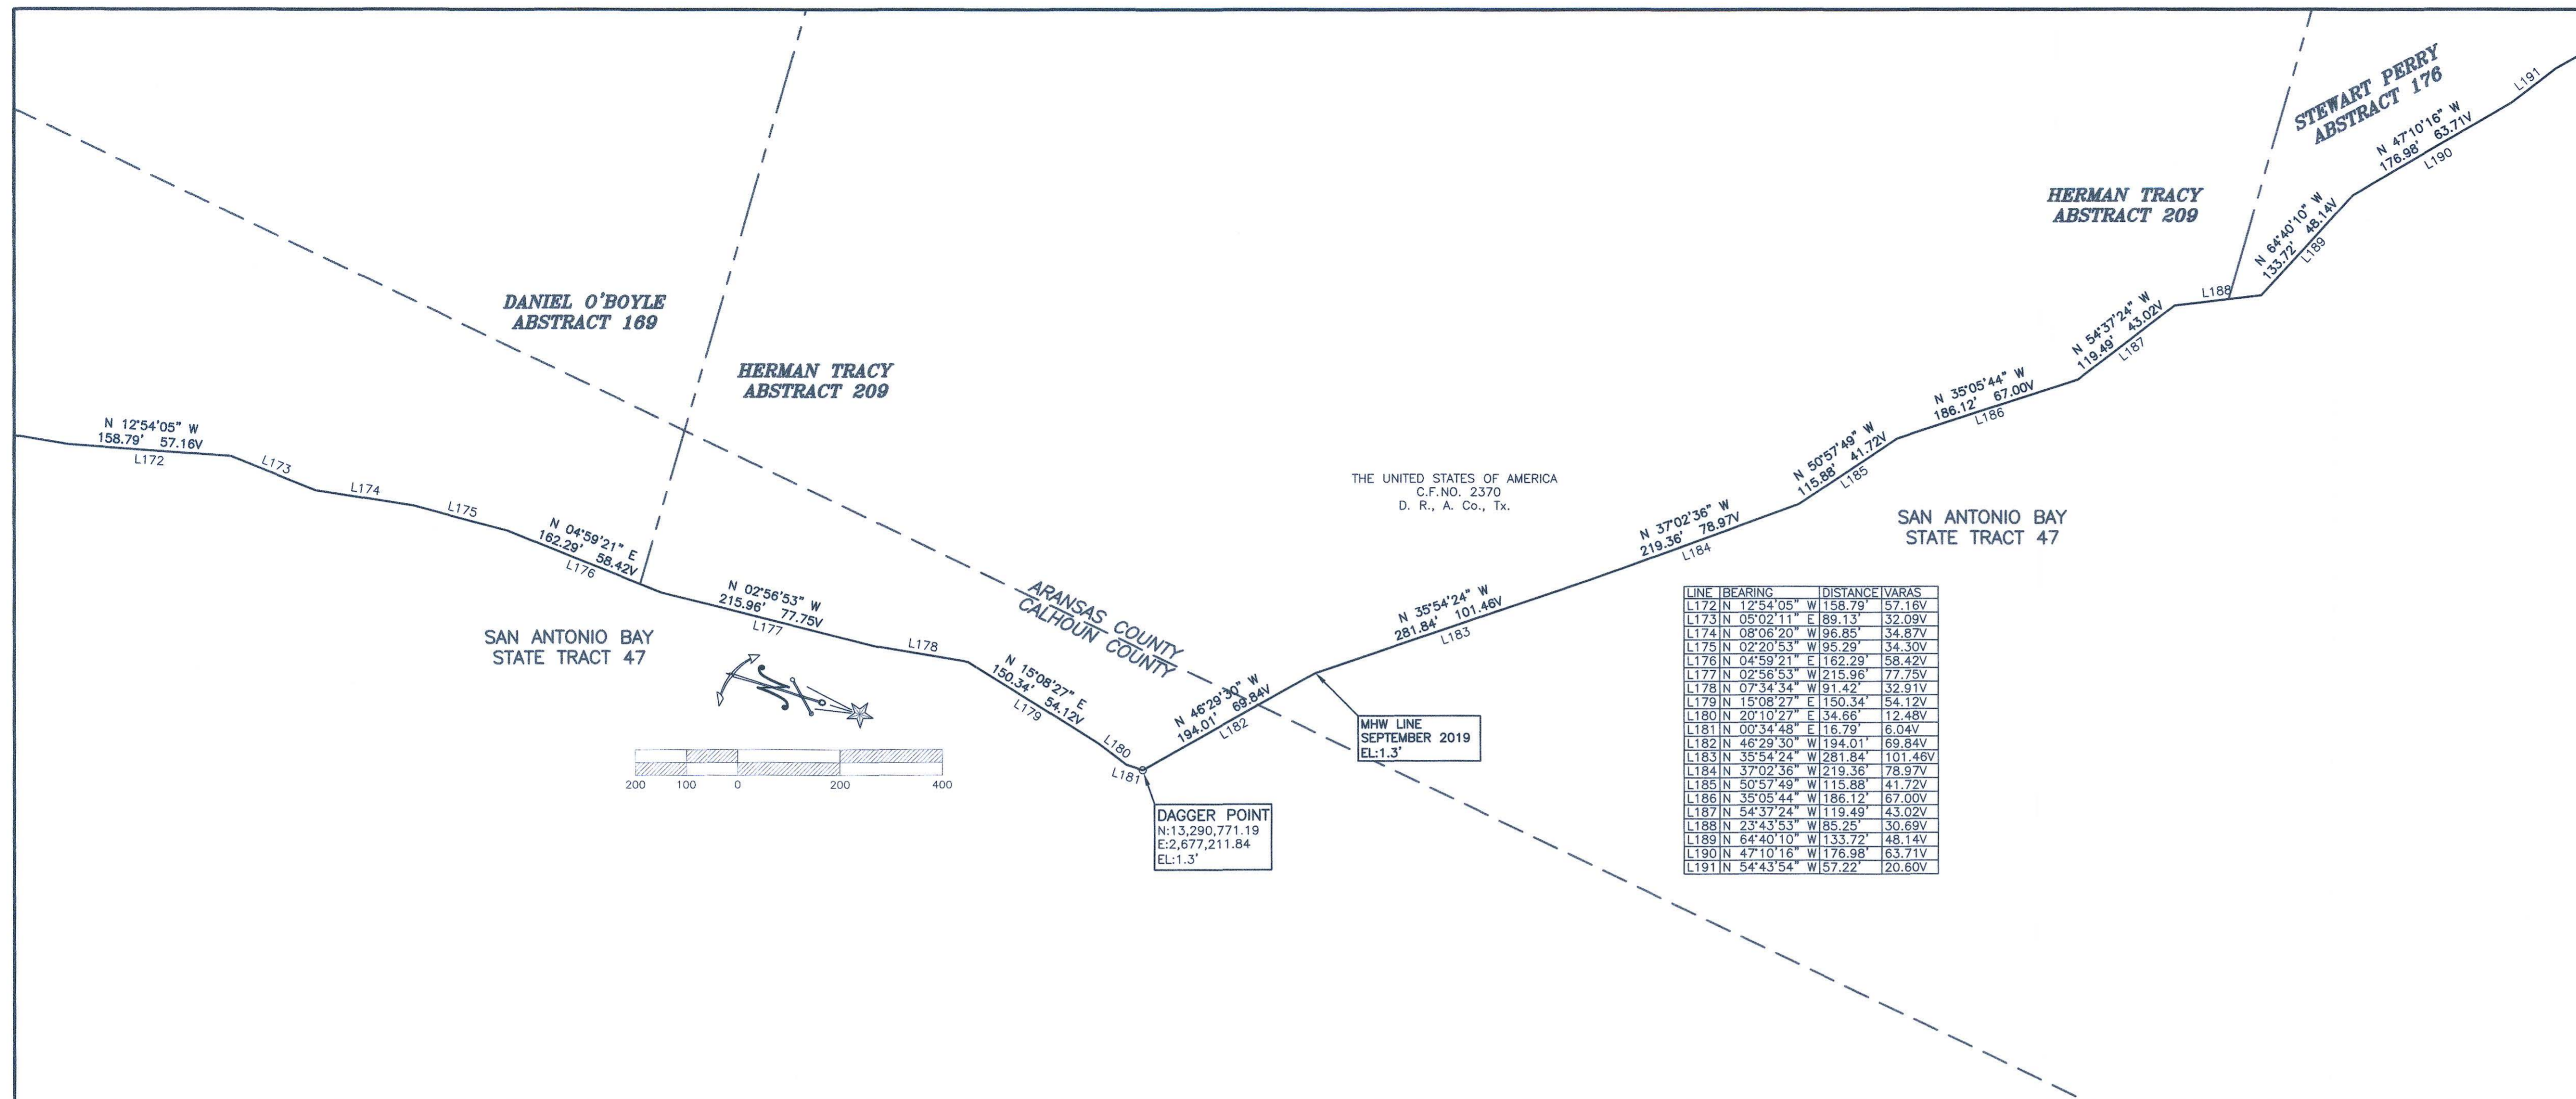 STEWART PERRY
ABSTRACT 176
L191
N 47°10'16" W
176.98' 63.71V
L190
HERMAN TRACY
ABSTRACT 209
N 64°40'10" W
133.72' 48.14V
L189
L188
N 54°37'24" W
119.49' 43.02V
L187
DANIEL O'BOYLE
ABSTRACT 169
HERMAN TRACY
ABSTRACT 209
N 35°05'44" W
186.12' 67.00V
L186
N 12°54'05" W
158.79' 57.16V
L172
L173
L174
L175
N 04°59'21" E
162.29' 58.42V
L176
N 50°57'49" W
115.88' 41.72V
L185
THE UNITED STATES OF AMERICA
C.F.NO. 2370
D. R., A. Co., Tx.
N 37°02'36" W
219.36' 78.97V
L184
SAN ANTONIO BAY
STATE TRACT 47
N 02°56'53" W
215.96' 77.75V
L177
L178
ARANSAS COUNTY
CALHOUN COUNTY
N 35°54'24" W
281.84' 101.46V
L183
SAN ANTONIO BAY
STATE TRACT 47
N
N 15°08'27" E
150.34' 54.12V
L179
L180
L181
N 46°29'30" W
194.01' 69.84V
L182
MHW LINE
SEPTEMBER 2019
EL:1.3'
200 100 0 200 400
DAGGER POINT
N:13,290,771.19
E:2,677,211.84
EL:1.3'
LINE BEARING DISTANCE VARAS
L172 N 12°54'05" W 158.79' 57.16V
L173 N 05°02'11" E 89.13' 32.09V
L174 N 08°06'20" W 96.85' 34.87V
L175 N 02°20'53" W 95.29' 34.30V
L176 N 04°59'21" E 162.29' 58.42V
L177 N 02°56'53" W 215.96' 77.75V
L178 N 07°34'34" W 91.42' 32.91V
L179 N 15°08'27" E 150.34' 54.12V
L180 N 20°10'27" E 34.66' 12.48V
L181 N 00°34'48" E 16.79' 6.04V
L182 N 46°29'30" W 194.01' 69.84V
L183 N 35°54'24" W 281.84' 101.46V
L184 N 37°02'36" W 219.36' 78.97V
L185 N 50°57'49" W 115.88' 41.72V
L186 N 35°05'44" W 186.12' 67.00V
L187 N 54°37'24" W 119.49' 43.02V
L188 N 23°43'53" W 85.25' 30.69V
L189 N 64°40'10" W 133.72' 48.14V
L190 N 47°10'16" W 176.98' 63.71V
L191 N 54°43'54" W 57.22' 20.60V